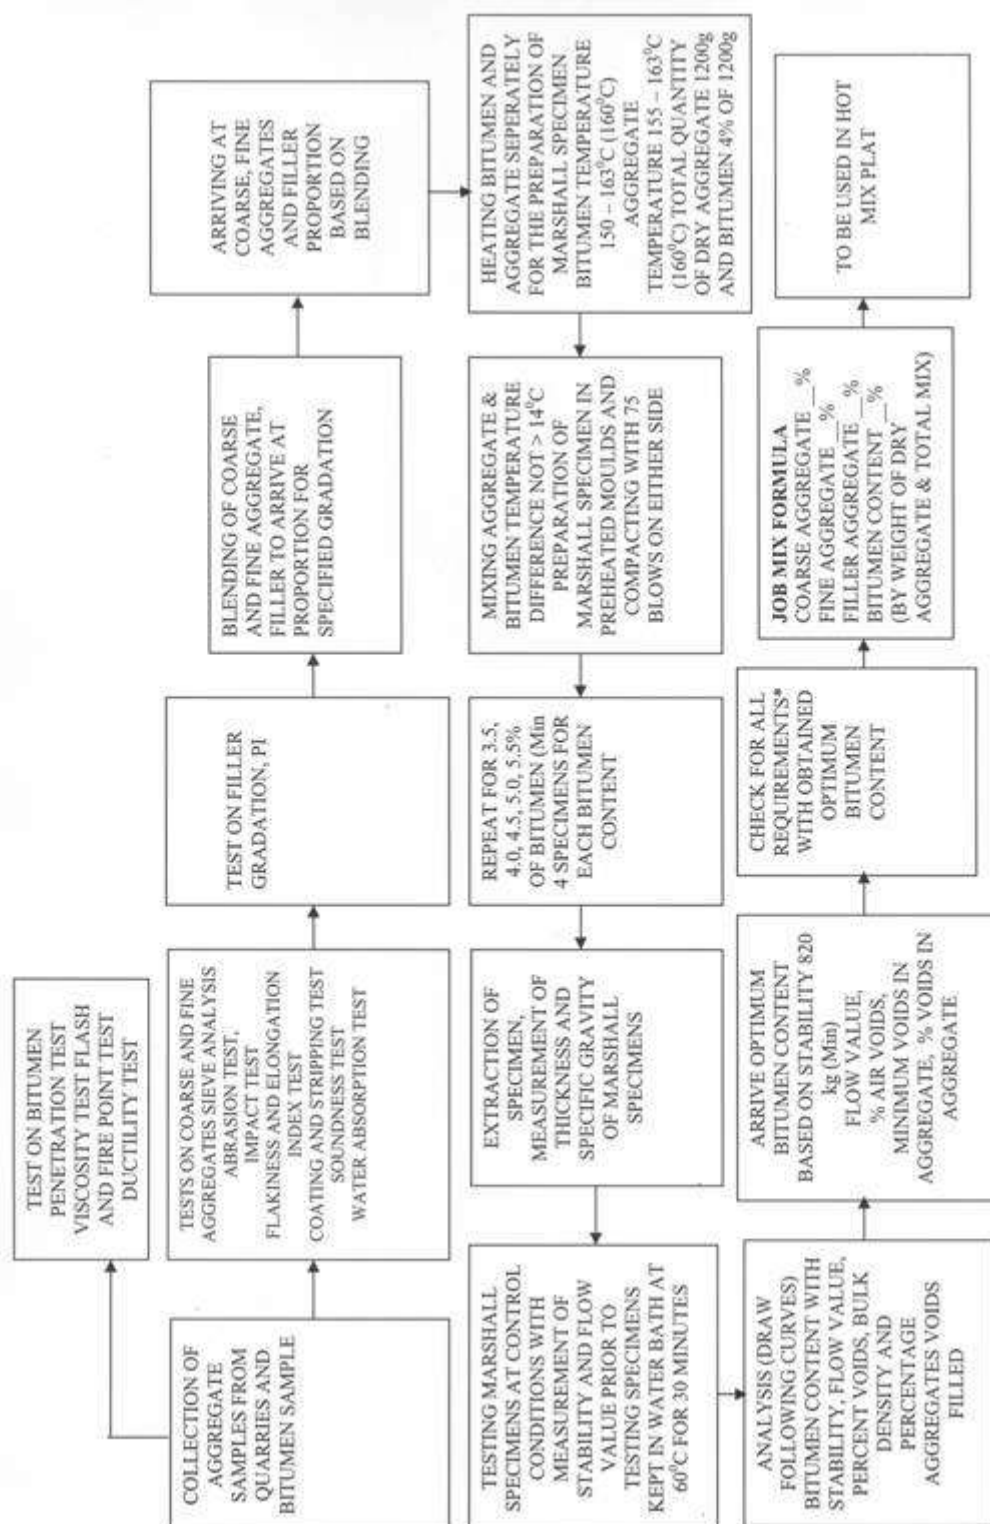 COLLECTION OF
AGGREGATE
SAMPLES FROM
QUARRIES AND
BITUMEN SAMPLE
TEST ON BITUMEN
PENETRATION TEST
VISCOSITY TEST FLASH
AND FIRE POINT TEST
DUCTILITY TEST
TESTS ON COARSE AND FINE
AGGREGATES SIEVE ANALYSIS
ABRASION TEST,
IMPACT TEST
FLAKINESS AND ELONGATION
INDEX TEST
COATING AND STRIPPING TEST
SOUNDNESS TEST
WATER ABSORPTION TEST
TEST ON FILLER
GRADATION, PI
BLENDING OF COARSE
AND FINE AGGREGATE,
FILLER TO ARRIVE AT
PROPORTION FOR
SPECIFIED GRADATION
ARRIVING AT
COARSE, FINE
AGGREGATES
AND FILLER
PROPORTION
BASED ON
BLENDING
HEATING BITUMEN AND
AGGREGATE SEPERATELY
FOR THE PREPARATION OF
MARSHALL SPECIMEN
BITUMEN TEMPERATURE
150 – 163⁰C (160⁰C)
AGGREGATE
TEMPERATURE 155 – 163⁰C
(160⁰C) TOTAL QUANTITY
OF DRY AGGREGATE 1200g
AND BITUMEN 4% OF 1200g
MIXING AGGREGATE &
BITUMEN TEMPERATURE
DIFFERENCE NOT > 14⁰C
PREPARATION OF
MARSHALL SPECIMEN IN
PREHEATED MOULDS AND
COMPACTING WITH 75
BLOWS ON EITHER SIDE
REPEAT FOR 3.5,
4.0, 4.5, 5.0, 5.5%
OF BITUMEN (Min
4 SPECIMENS FOR
EACH BITUMEN
CONTENT
EXTRACTION OF
SPECIMEN,
MEASUREMENT OF
THICKNESS AND
SPECIFIC GRAVITY
OF MARSHALL
SPECIMENS
TESTING MARSHALL
SPECIMENS AT CONTROL
CONDITIONS WITH
MEASUREMENT OF
STABILITY AND FLOW
VALUE PRIOR TO
TESTING SPECIMENS
KEPT IN WATER BATH AT
60⁰C FOR 30 MINUTES
ANALYSIS (DRAW
FOLLOWING CURVES)
BITUMEN CONTENT WITH
STABILITY, FLOW VALUE,
PERCENT VOIDS, BULK
DENSITY AND
PERCENTAGE
AGGREGATES VOIDS
FILLED
ARRIVE OPTIMUM
BITUMEN CONTENT
BASED ON STABILITY 820
kg (Min)
FLOW VALUE,
% AIR VOIDS,
MINIMUM VOIDS IN
AGGREGATE, % VOIDS IN
AGGREGATE
CHECK FOR ALL
REQUIREMENTS*
WITH OBTAINED
OPTIMUM
BITUMEN
CONTENT
JOB MIX FORMULA
COARSE AGGREGATE __%
FINE AGGREGATE __%
FILLER AGGREGATE __%
BITUMEN CONTENT __%
(BY WEIGHT OF DRY
AGGREGATE & TOTAL MIX)
TO BE USED IN HOT
MIX PLAT